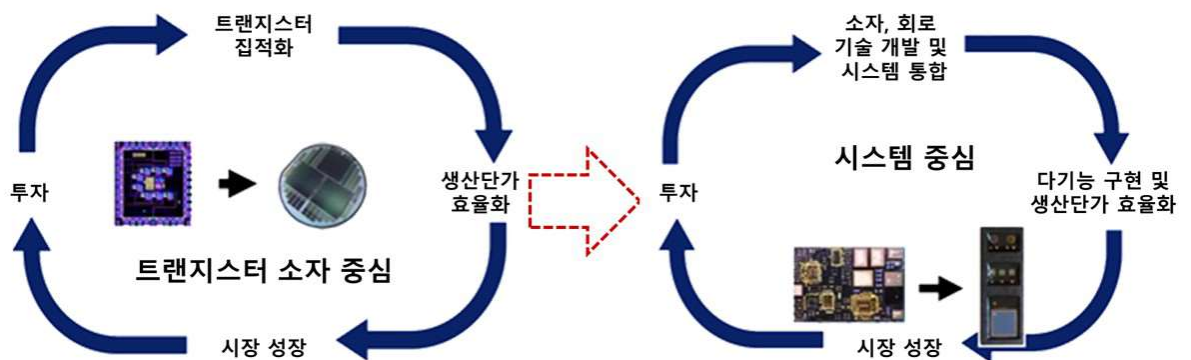 트랜지스터
집적화
투자
생산단가
효율화
트랜지스터 소자 중심
시장 성장
소자, 회로
기술 개발 및
시스템 통합
시스템 중심
투자
다기능 구현 및
생산단가 효율화
시장 성장